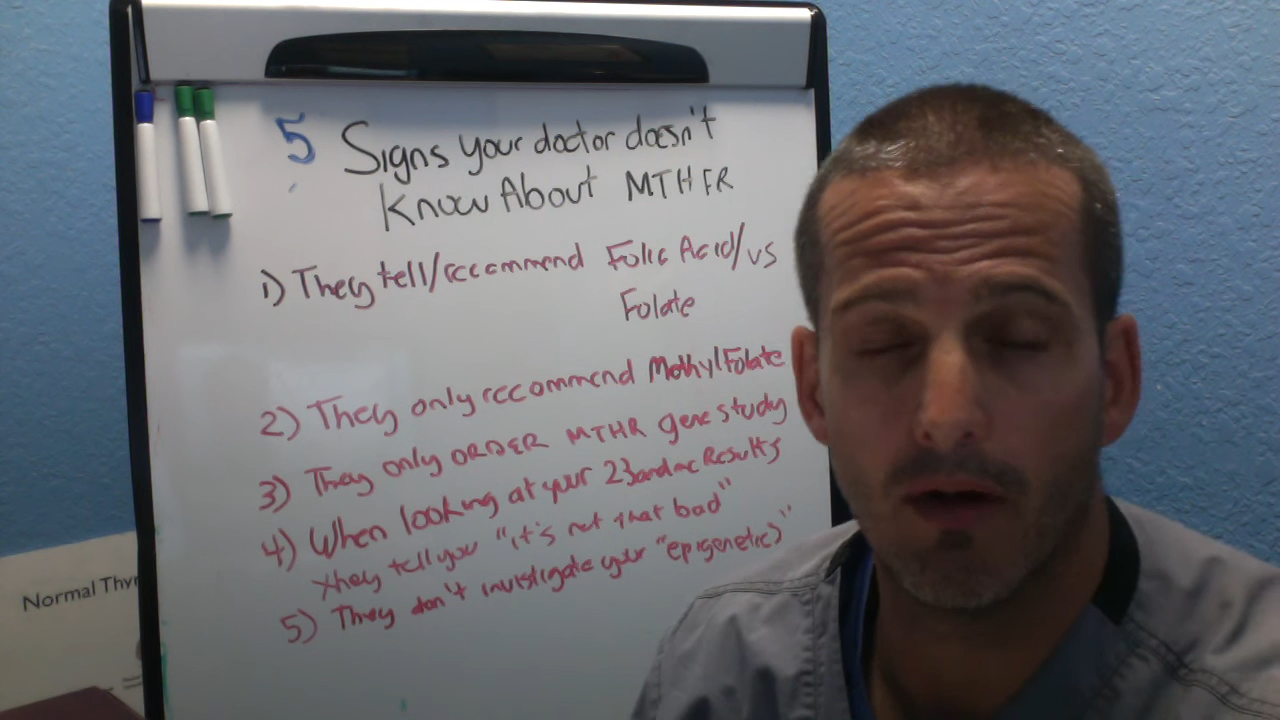 5 Signs your doctor doesn't
Know About MTHFR
1) They tell/recommend Folic Acid/vs
Folate
2) They only recommend MethylFolate
3) They only ORDER MTHR gene study
4) When looking at your 23andme Results
they tell you "it's not that bad"
5) They don't investigate your "epigenetics"
Normal Thyr